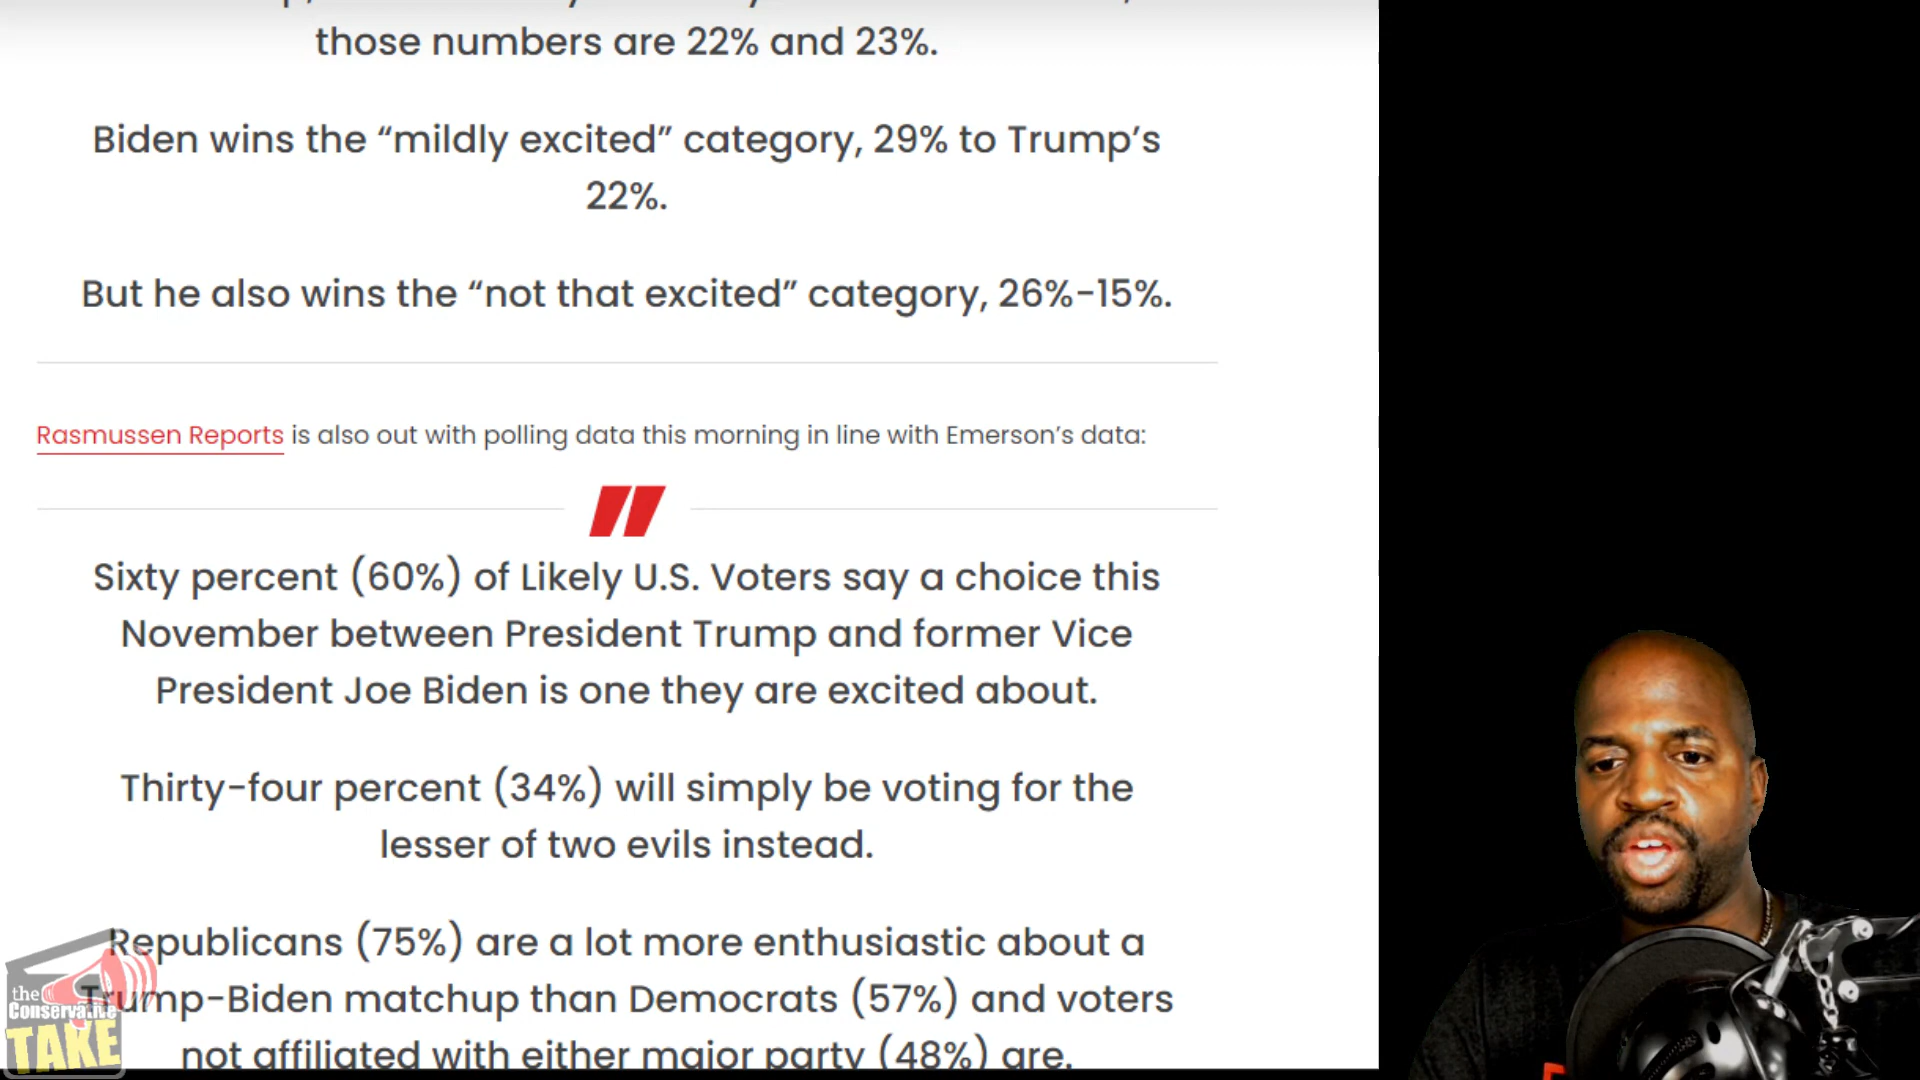 those numbers are 22% and 23%.
Biden wins the “mildly excited” category, 29% to Trump’s
22%.
But he also wins the “not that excited” category, 26%-15%.
Rasmussen Reports is also out with polling data this morning in line with Emerson’s data:
Sixty percent (60%) of Likely U.S. Voters say a choice this
November between President Trump and former Vice
President Joe Biden is one they are excited about.
Thirty-four percent (34%) will simply be voting for the
lesser of two evils instead.
Republicans (75%) are a lot more enthusiastic about a
Trump-Biden matchup than Democrats (57%) and voters
not affiliated with either major party (48%) are.
the
Conservative
TAKE